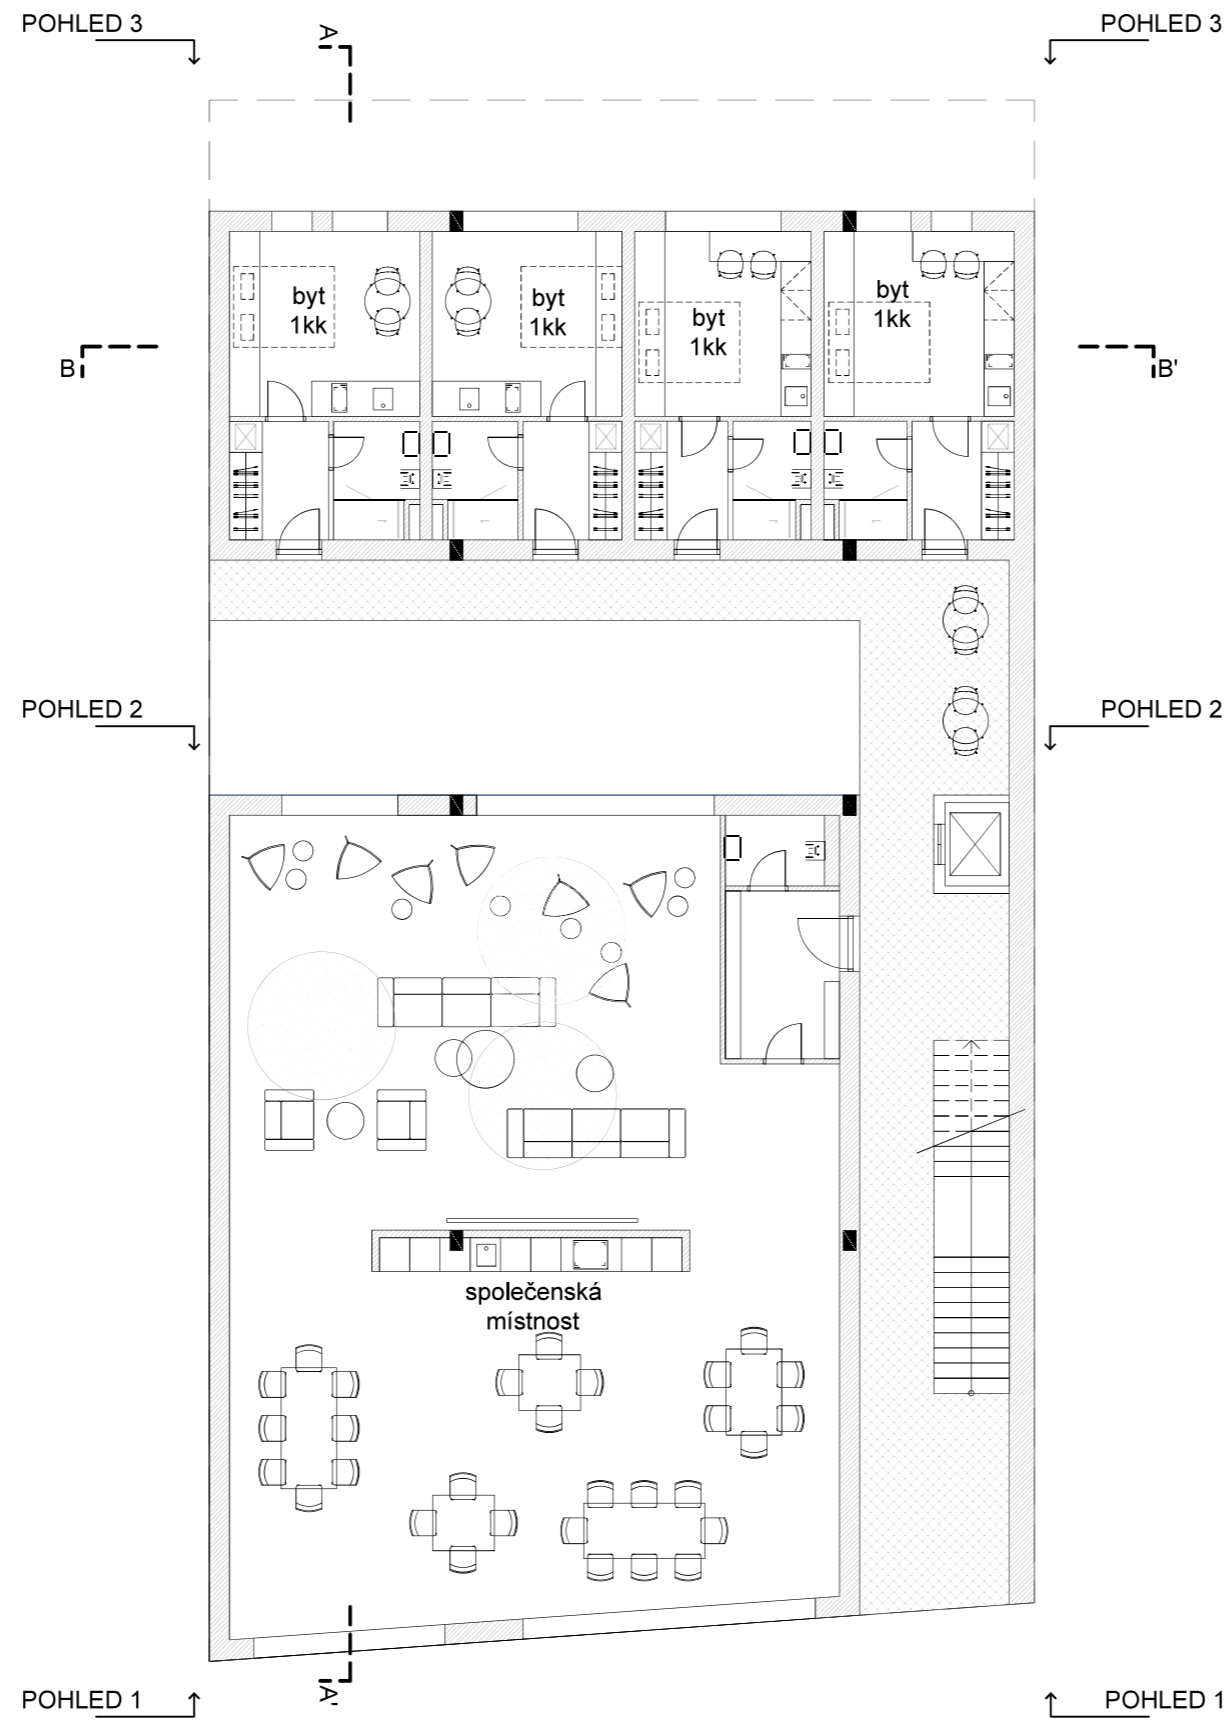 POHLED 3
A
POHLED 3
byt
1kk
byt
1kk
byt
1kk
byt
1kk
B
B'
POHLED 2
POHLED 2
společenská
místnost
POHLED 1
A'
POHLED 1